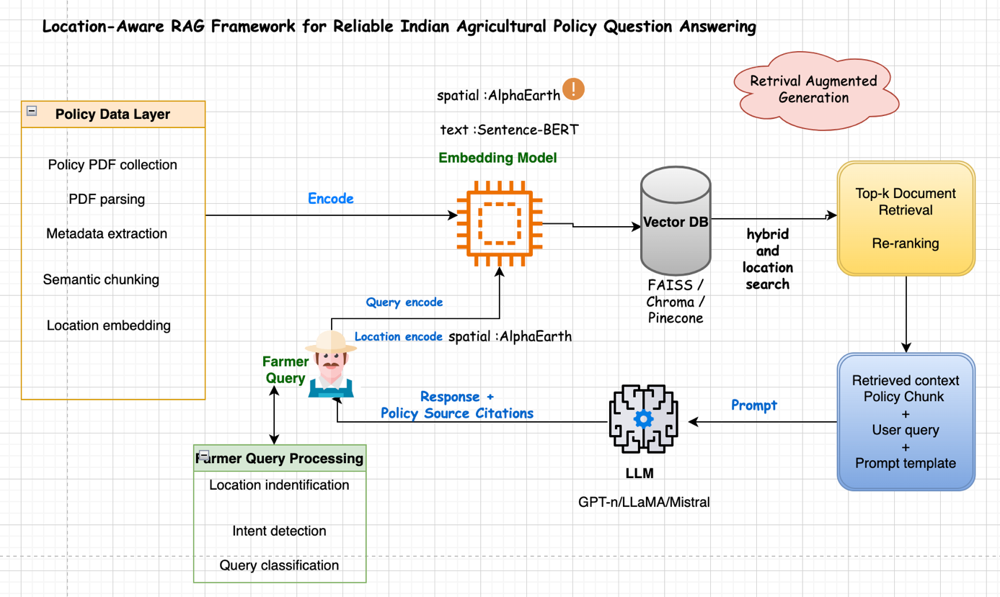 Location-Aware RAG Framework for Reliable Indian Agricultural Policy Question Answering
Retrival Augmented
Generation
spatial :AlphaEarth !
text :Sentence-BERT
Embedding Model
Policy Data Layer
Policy PDF collection
PDF parsing
Metadata extraction
Semantic chunking
Location embedding
Encode
Vector DB
FAISS /
Chroma /
Pinecone
hybrid
and
location
search
Top-k Document
Retrieval
Re-ranking
Query encode
Location encode spatial :AlphaEarth
Farmer
Query
Response +
Policy Source Citations
LLM
GPT-n/LLaMA/Mistral
Prompt
Retrieved context
Policy Chunk
+
User query
+
Prompt template
Farmer Query Processing
Location indentification
Intent detection
Query classification